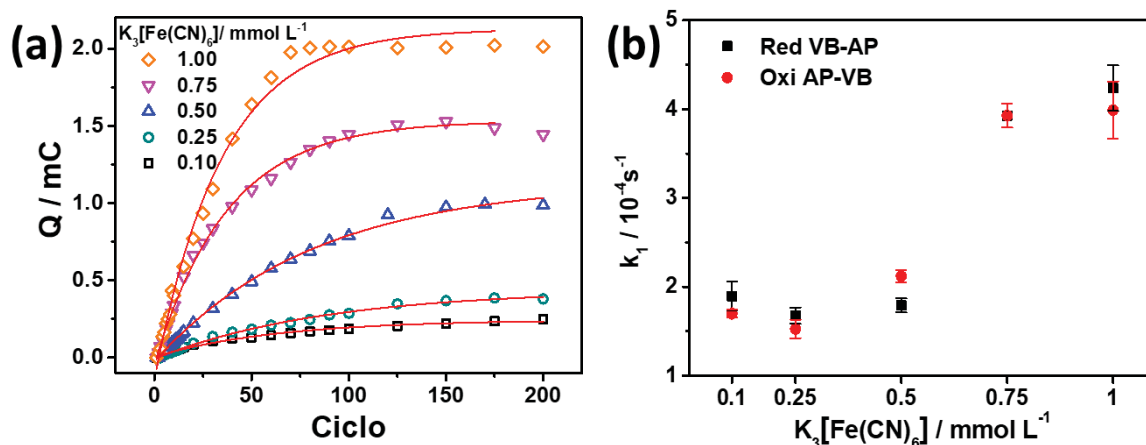 (a)
K₃[Fe(CN)₆]/ mmol L⁻¹
1.00
0.75
0.50
0.25
0.10
Q / mC
2.0
1.5
1.0
0.5
0.0
0 50 100 150 200
Ciclo
(b)
Red VB-AP
Oxi AP-VB
k₁ / 10⁻⁴s⁻¹
5
4
3
2
1
0.1 0.25 0.5 0.75 1
K₃[Fe(CN)₆] / mmol L⁻¹